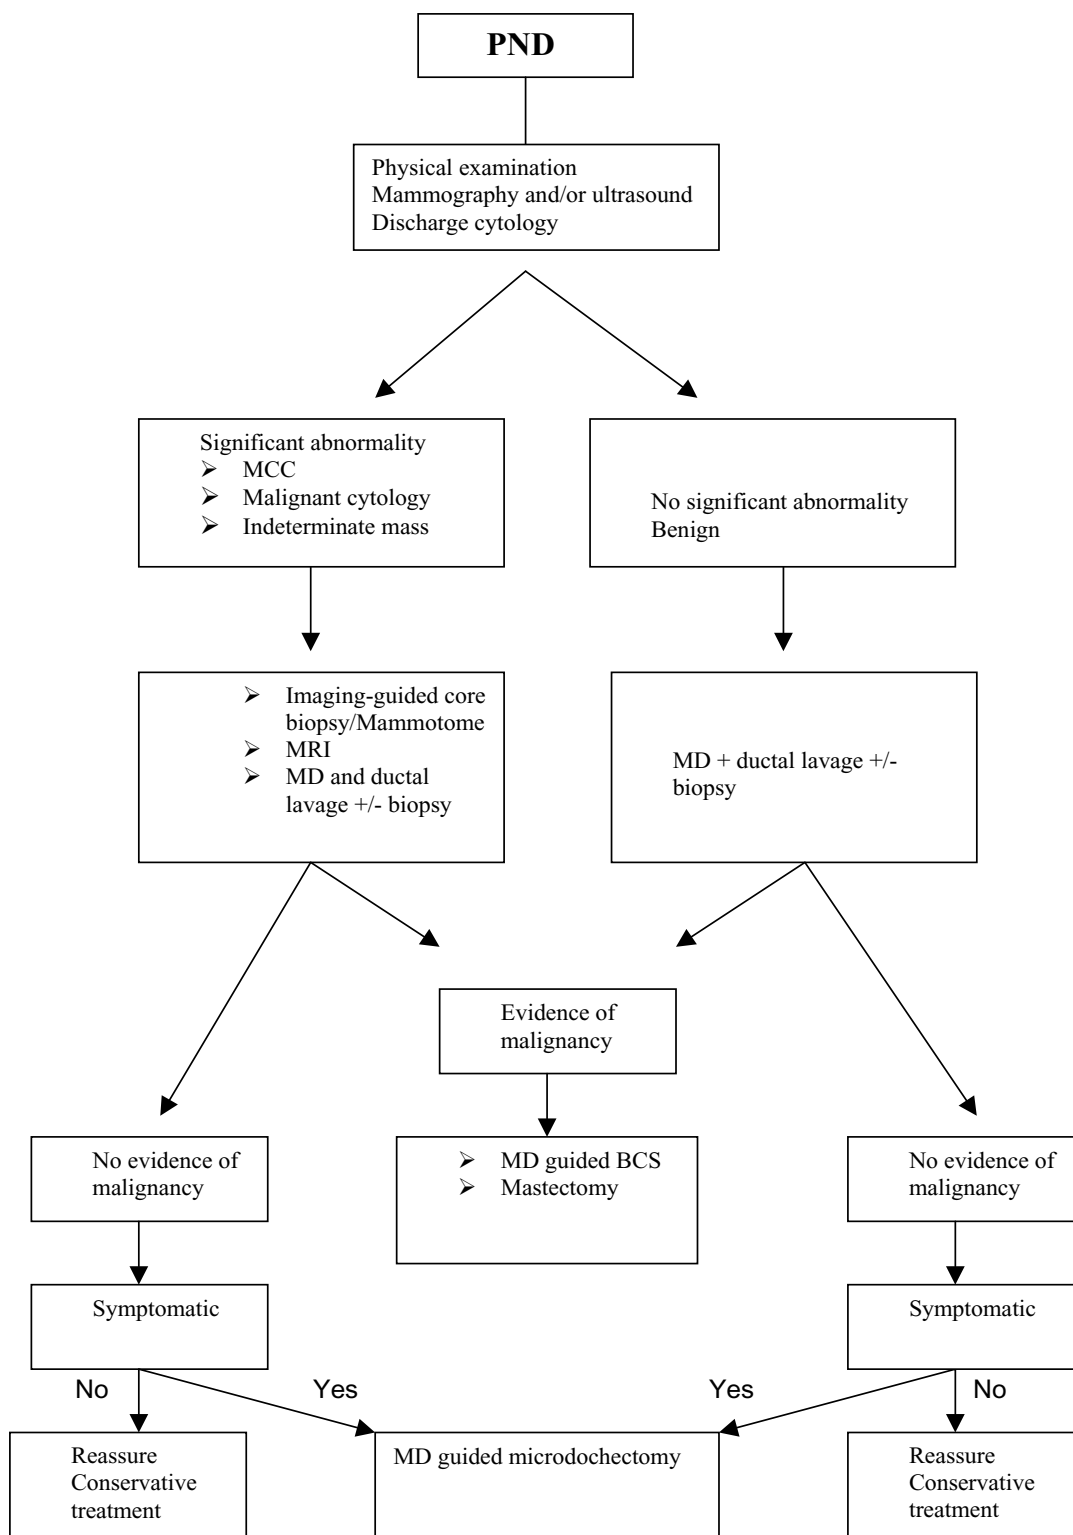 PND
Physical examination
Mammography and/or ultrasound
Discharge cytology
Significant abnormality
➢ MCC
➢ Malignant cytology
➢ Indeterminate mass
No significant abnormality
Benign
➢ Imaging-guided core
biopsy/Mammotome
➢ MRI
➢ MD and ductal
lavage +/- biopsy
MD + ductal lavage +/-
biopsy
Evidence of
malignancy
No evidence of
malignancy
➢ MD guided BCS
➢ Mastectomy
No evidence of
malignancy
Symptomatic
Symptomatic
No
Yes
Yes
No
Reassure
Conservative
treatment
MD guided microdochectomy
Reassure
Conservative
treatment